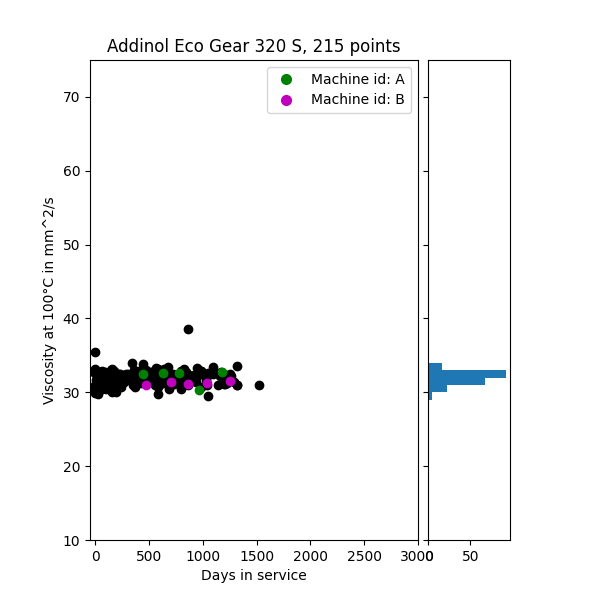 Addinol Eco Gear 320 S, 215 points
Machine id: A
Machine id: B
Viscosity at 100°C in mm^2/s
70
60
50
40
30
20
10
0 500 1000 1500 2000 2500 3000
0 50
Days in service